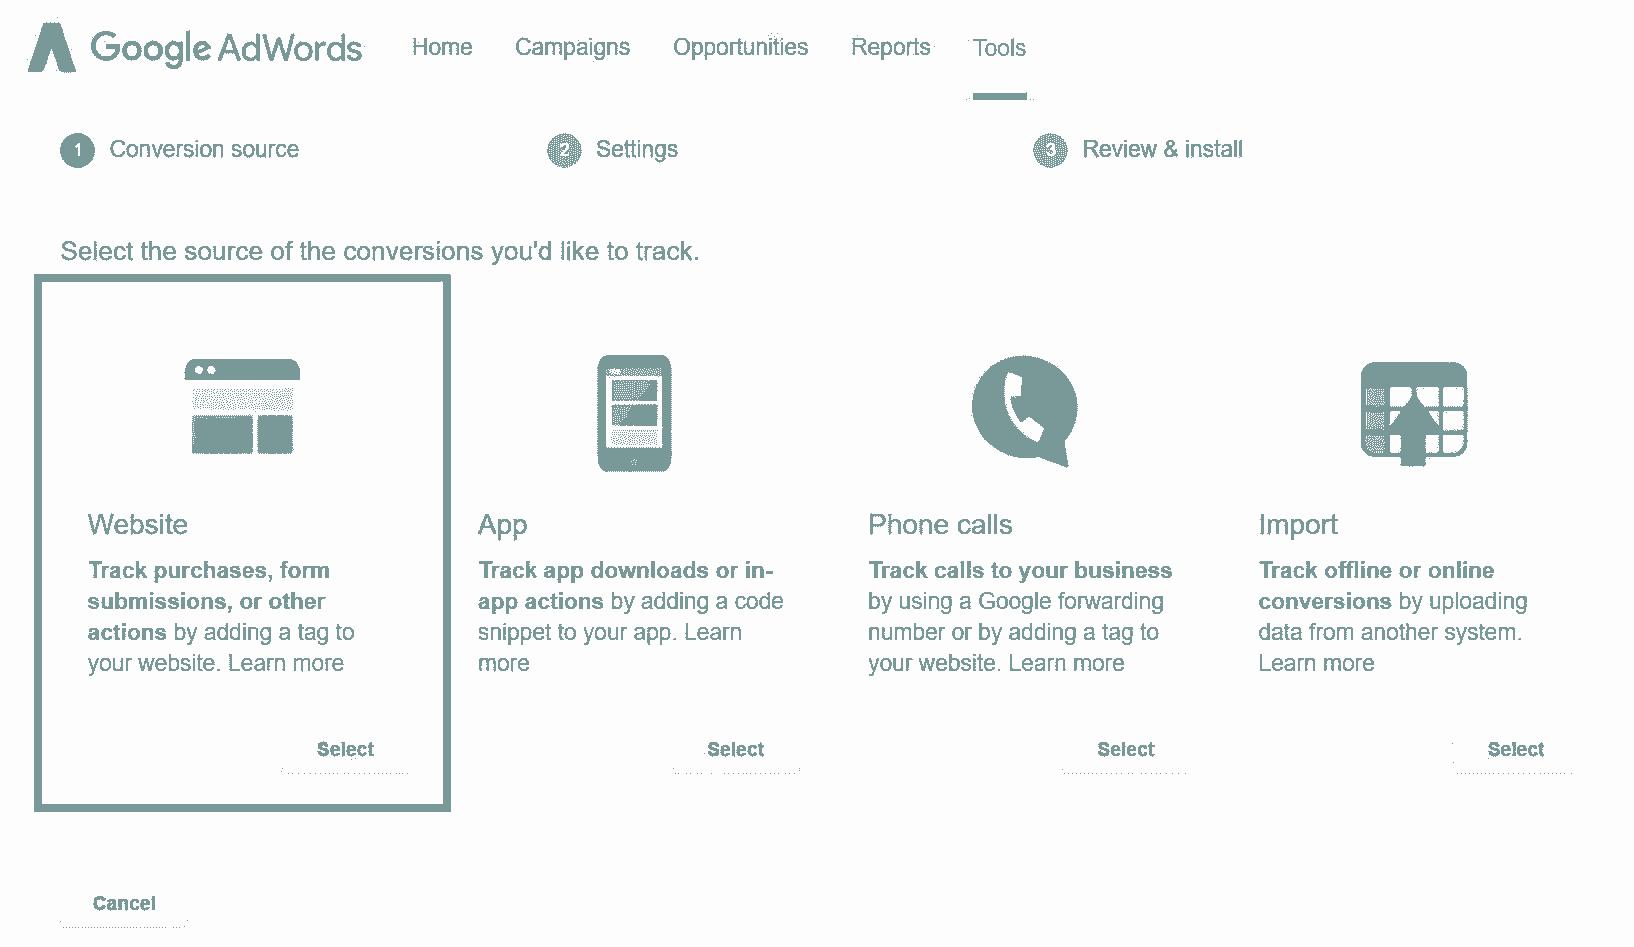 Google AdWords Home Campaigns Opportunities Reports Tools
1 Conversion source 2 Settings 3 Review & install
Select the source of the conversions you'd like to track.
Website
Track purchases, form
submissions, or other
actions by adding a tag to
your website. Learn more
Select
App
Track app downloads or in-
app actions by adding a code
snippet to your app. Learn
more
Select
Phone calls
Track calls to your business
by using a Google forwarding
number or by adding a tag to
your website. Learn more
Select
Import
Track offline or online
conversions by uploading
data from another system.
Learn more
Select
Cancel